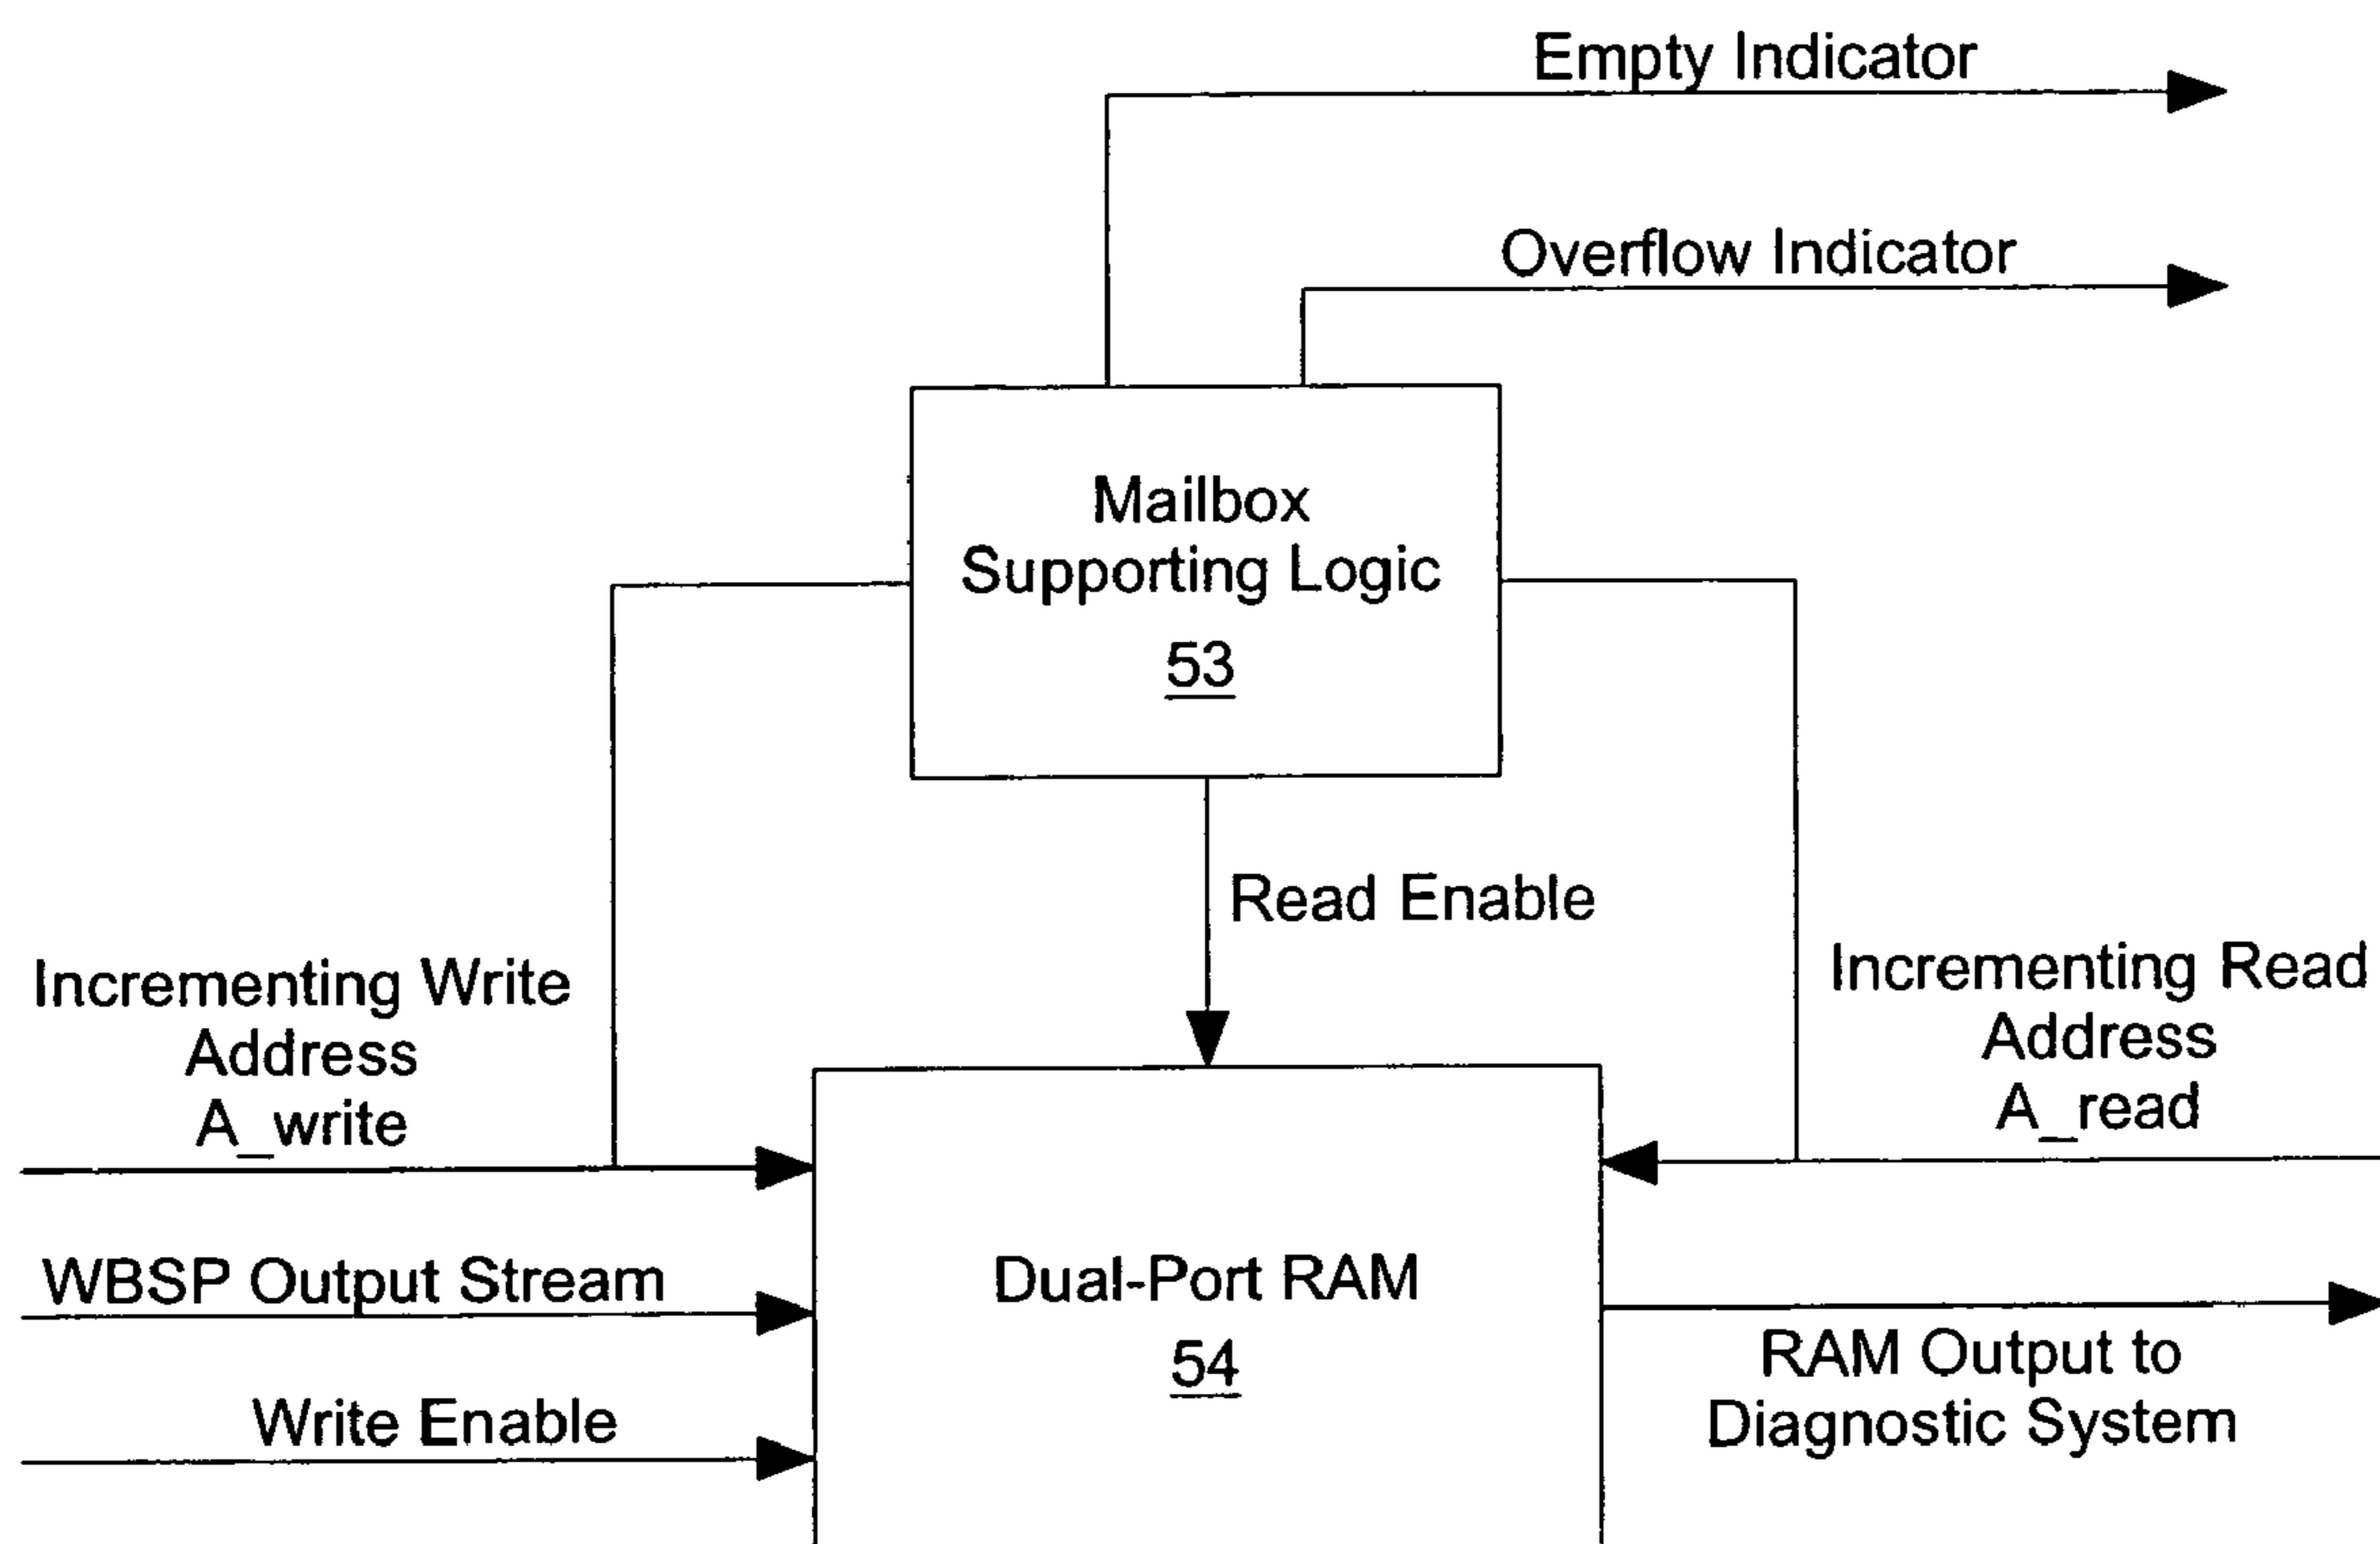 Empty Indicator
Overflow Indicator
Mailbox
Supporting Logic
53
Read Enable
Incrementing Write
Address
A_write
Incrementing Read
Address
A_read
WBSP Output Stream
Write Enable
Dual-Port RAM
54
RAM Output to
Diagnostic System